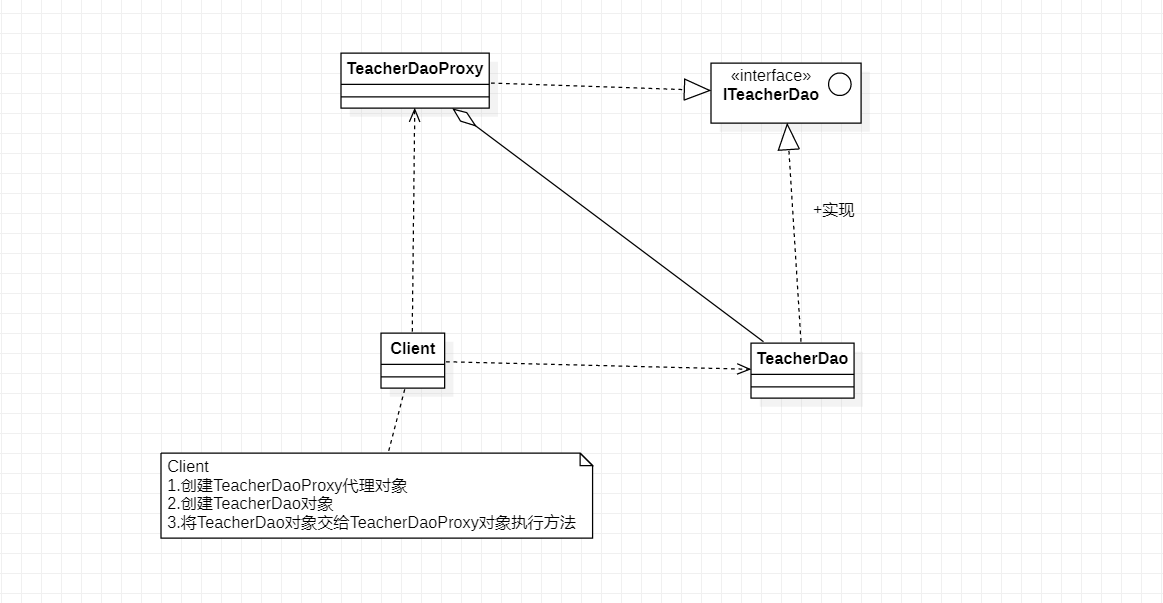 TeacherDaoProxy
«interface»
ITeacherDao
+实现
Client
TeacherDao
Client
1.创建TeacherDaoProxy代理对象
2.创建TeacherDao对象
3.将TeacherDao对象交给TeacherDaoProxy对象执行方法